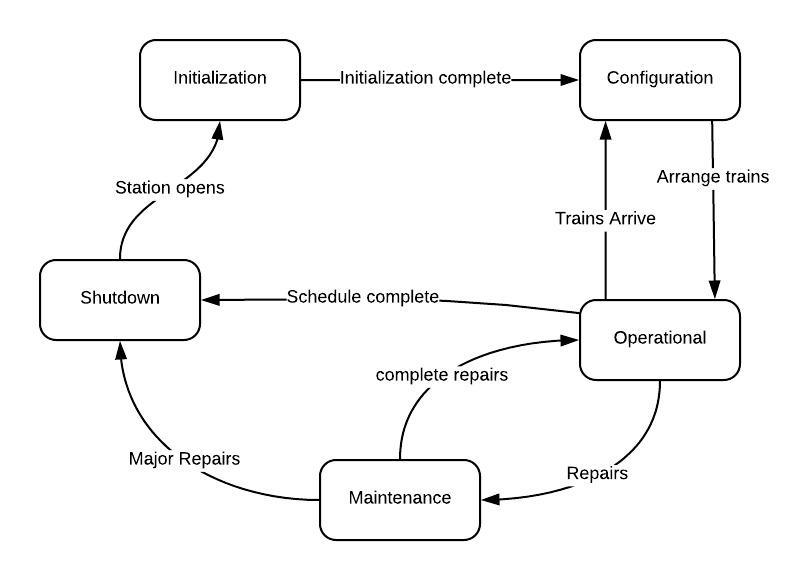 Initialization
Initialization complete
Configuration
Station opens
Arrange trains
Trains Arrive
Shutdown
Schedule complete
Operational
complete repairs
Major Repairs
Repairs
Maintenance